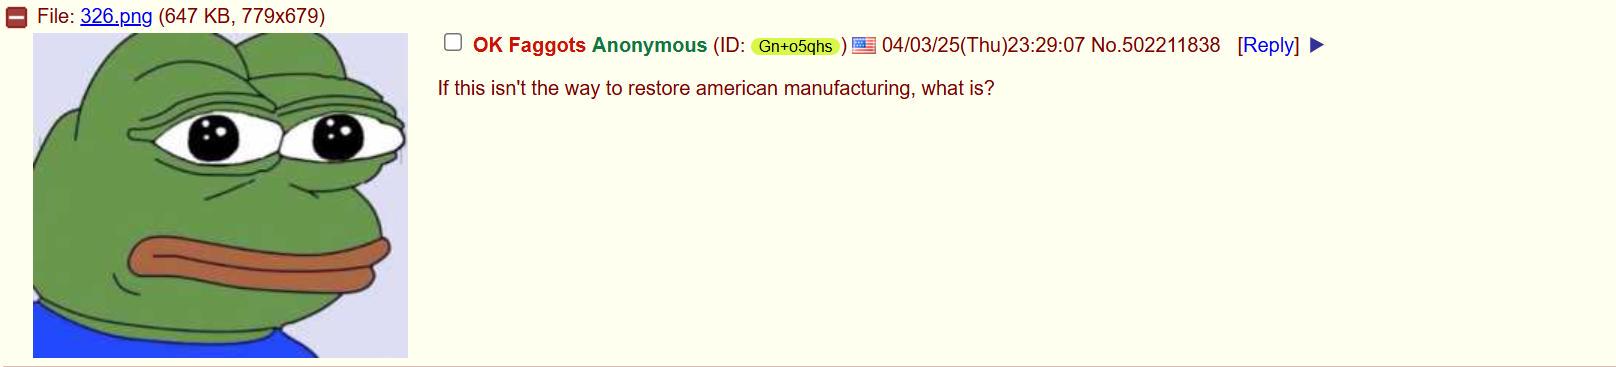 File: 326.png (647 KB, 779x679)
OK Faggots Anonymous (ID: Gn+o5qhs) 04/03/25(Thu)23:29:07 No.502211838 [Reply] ▶
If this isn't the way to restore american manufacturing, what is?